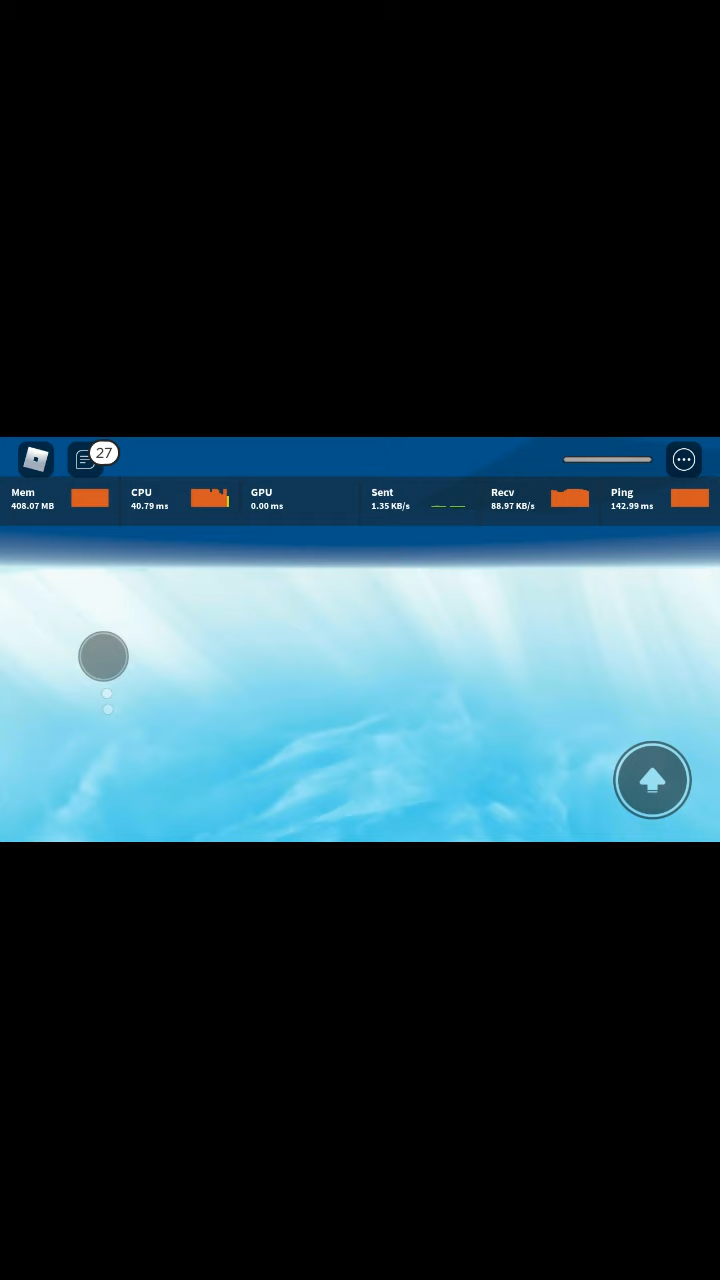 27
Mem
408.07 MB
CPU
40.79 ms
GPU
0.00 ms
Sent
1.35 KB/s
Recv
88.97 KB/s
Ping
142.99 ms